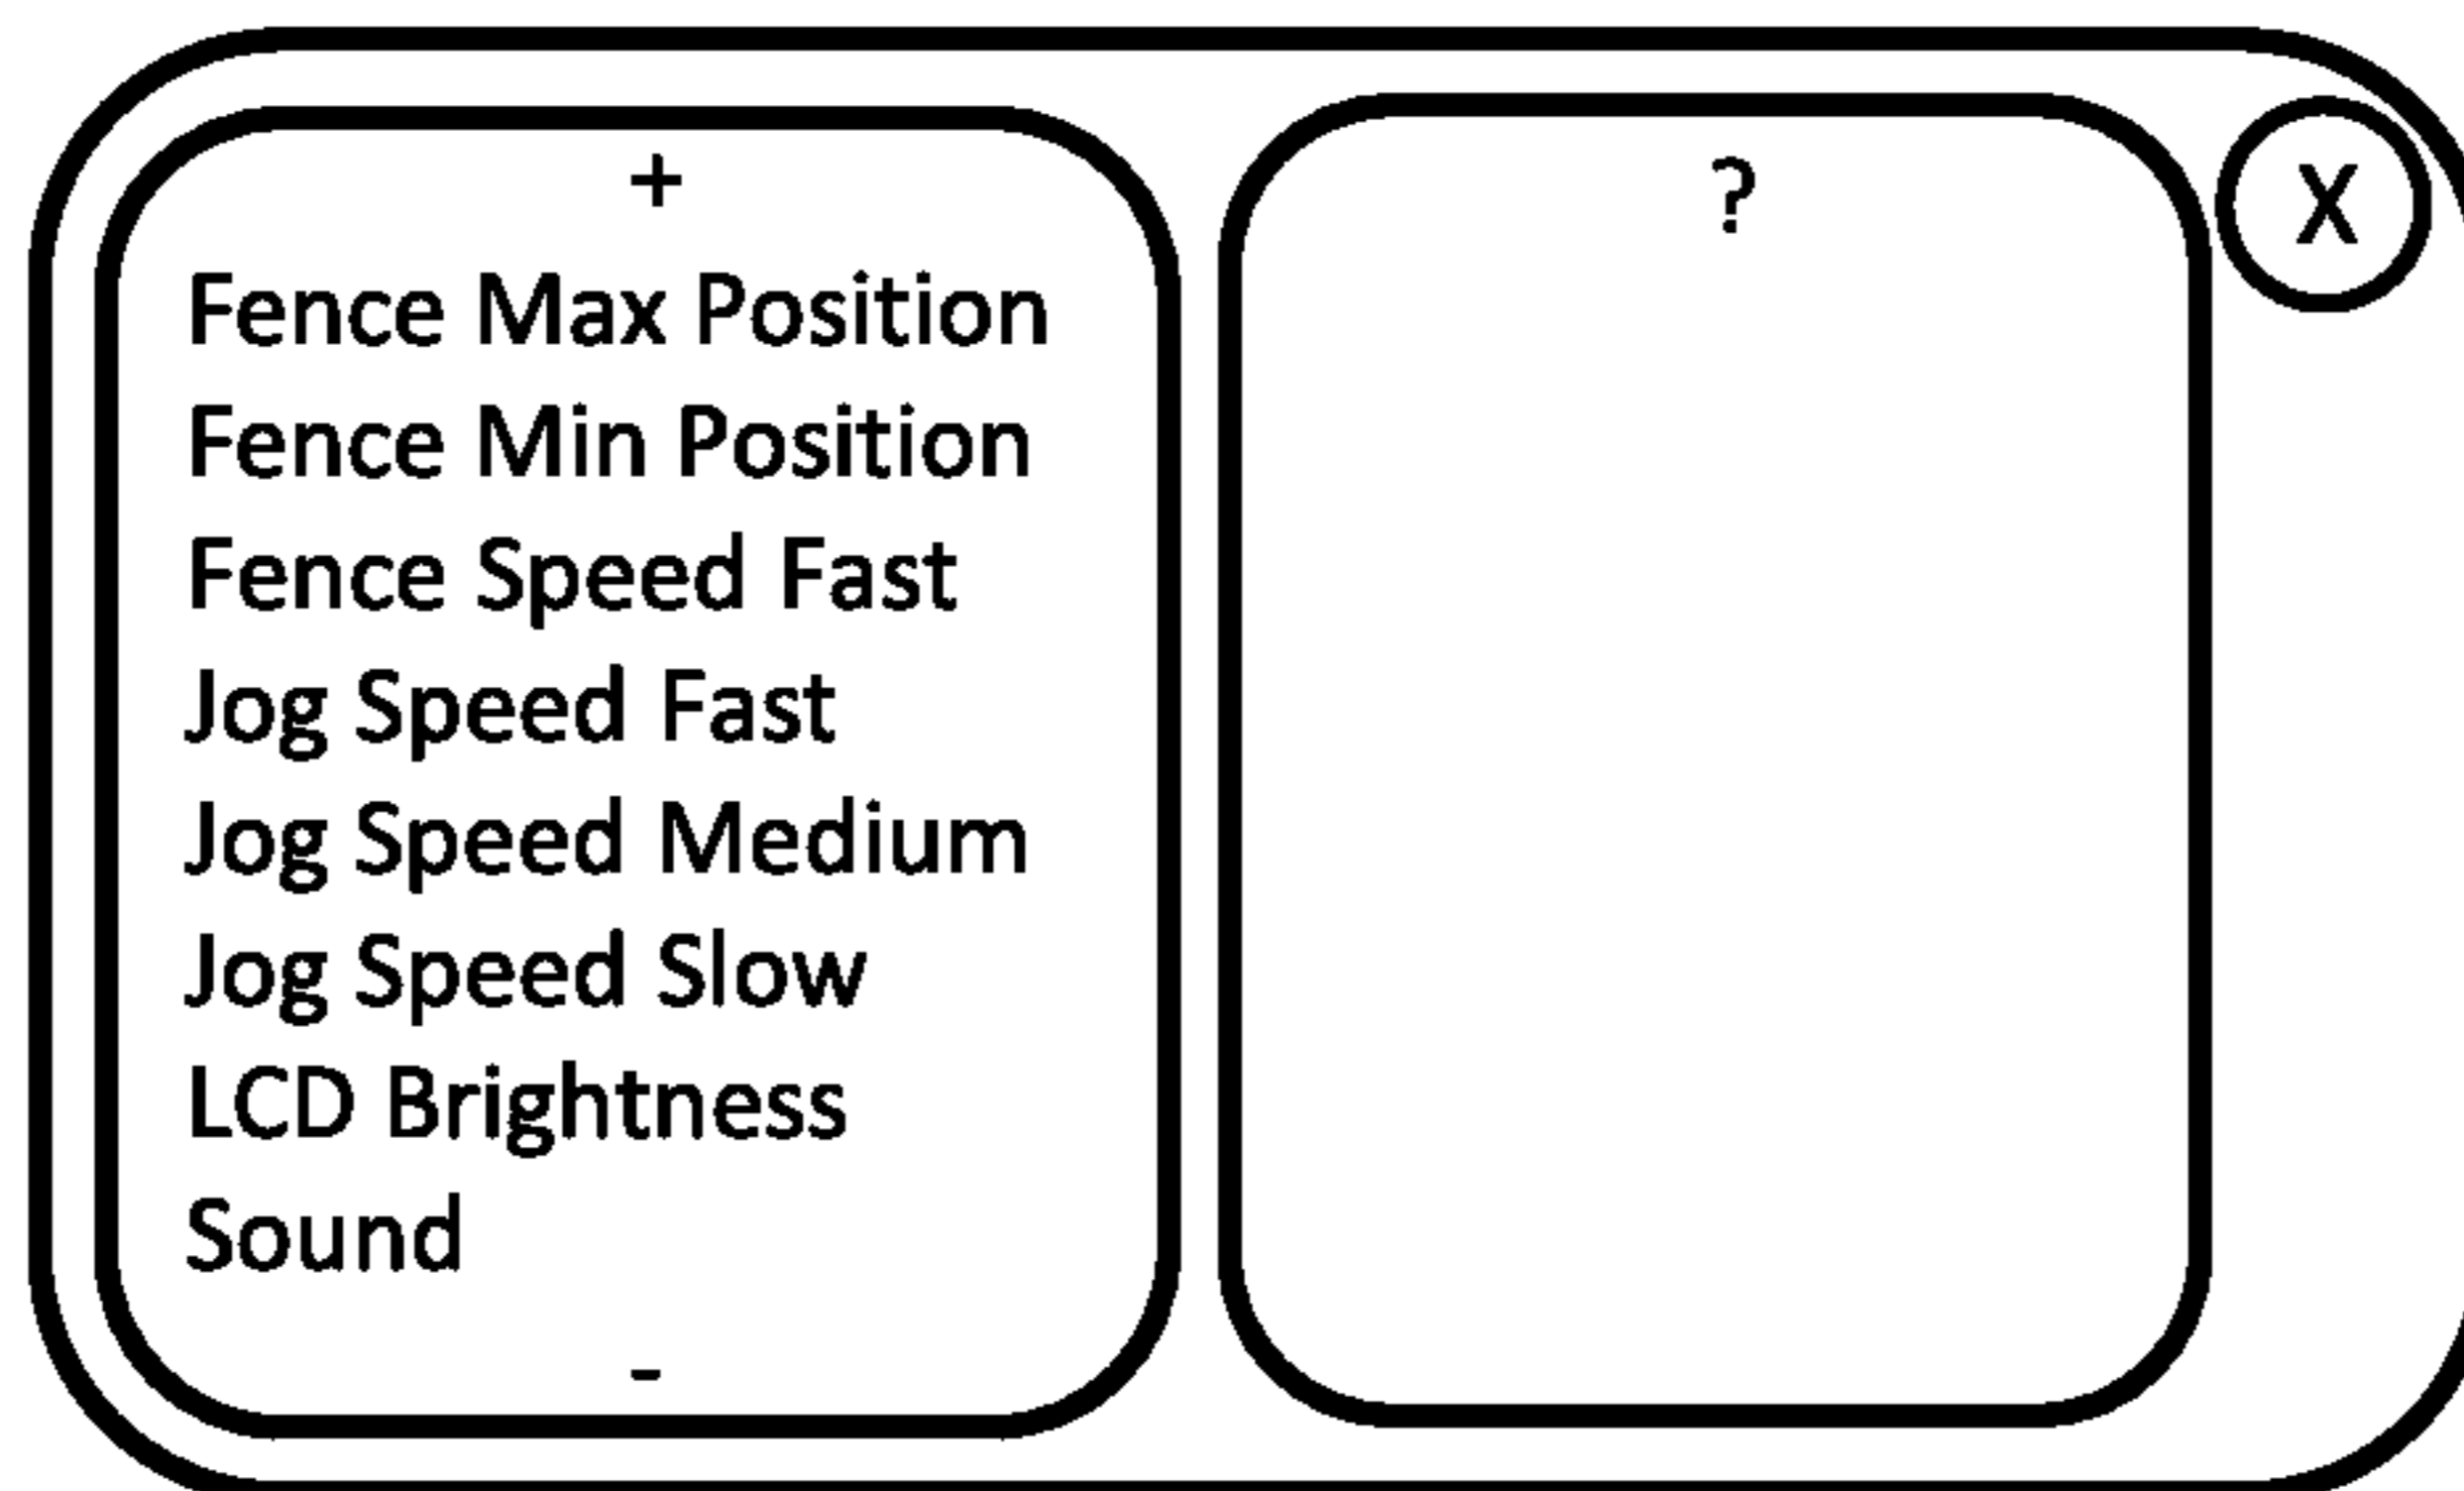 +
Fence Max Position
Fence Min Position
Fence Speed Fast
Jog Speed Fast
Jog Speed Medium
Jog Speed Slow
LCD Brightness
Sound
-
?
X